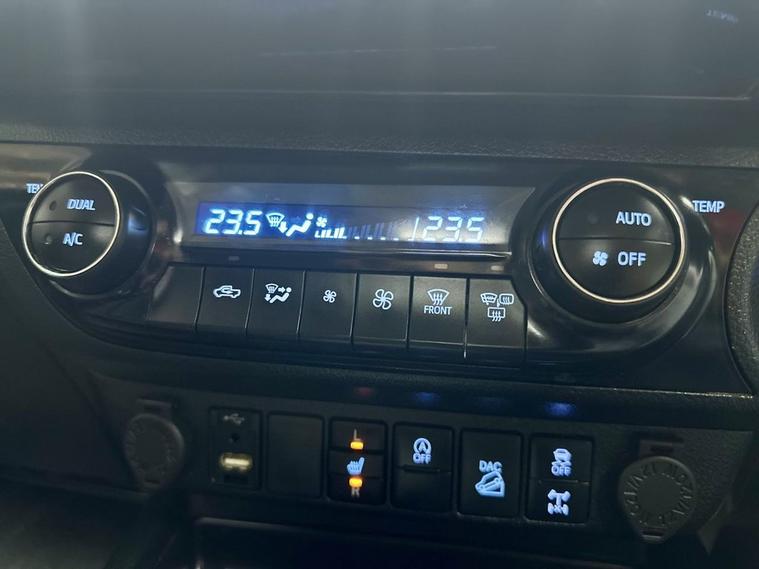 TEMP
DUAL
A/C
23.5
23.5
AUTO
OFF
TEMP
FRONT
A
OFF
DAC
OFF